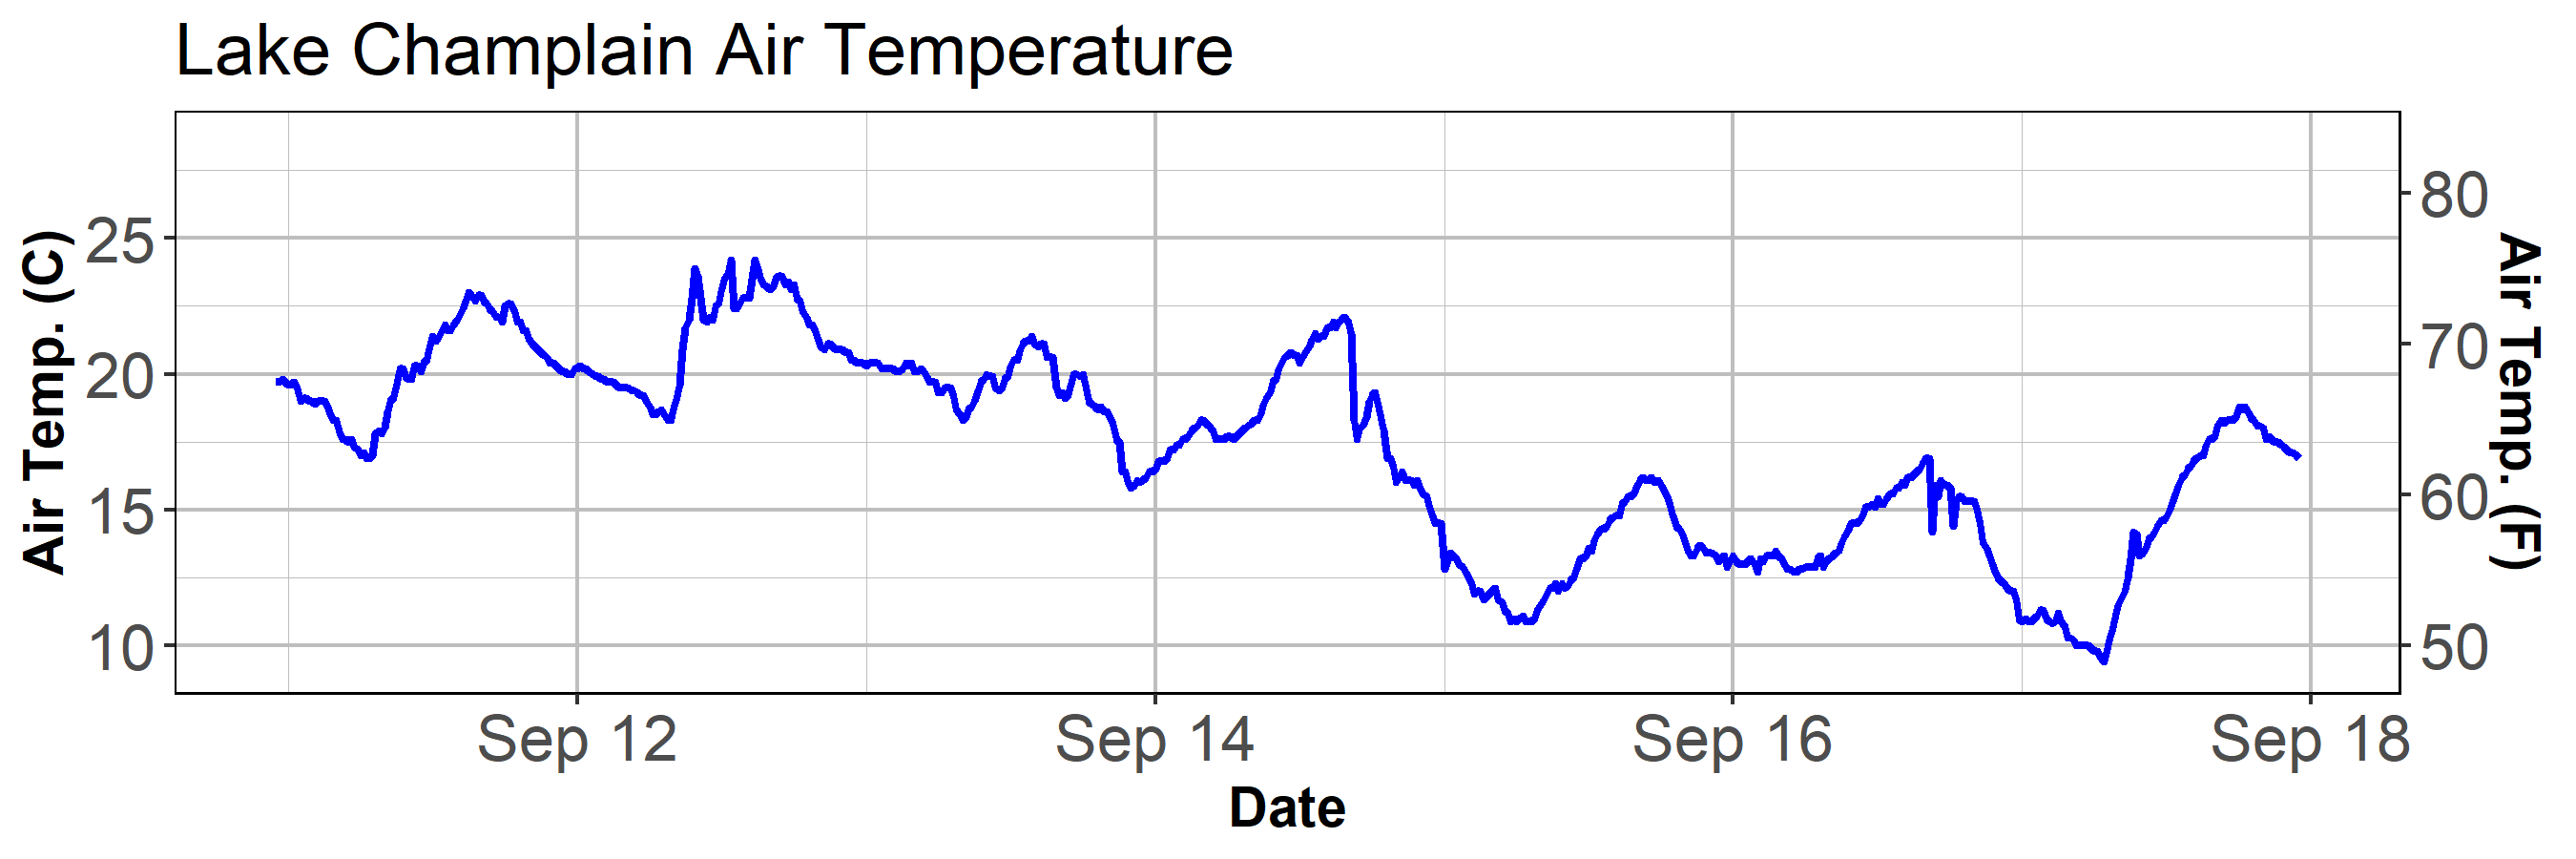 Lake Champlain Air Temperature
Air Temp. (C)
25
20
15
10
80
70
60
50
Air Temp. (F)
Sep 12
Sep 14
Sep 16
Sep 18
Date